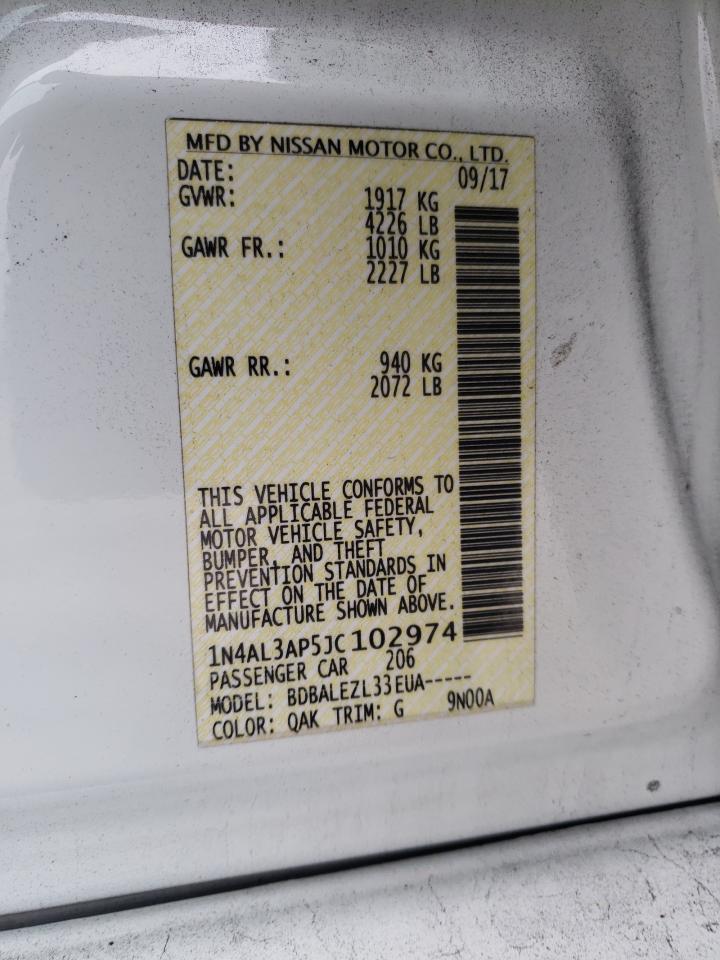 MFD BY NISSAN MOTOR CO., LTD.
DATE: 09/17
GVWR: 1917 KG
4226 LB
GAWR FR.: 1010 KG
2227 LB
GAWR RR.: 940 KG
2072 LB
THIS VEHICLE CONFORMS TO
ALL APPLICABLE FEDERAL
MOTOR VEHICLE SAFETY,
BUMPER, AND THEFT
PREVENTION STANDARDS IN
EFFECT ON THE DATE OF
MANUFACTURE SHOWN ABOVE.
1N4AL3AP5JC102974
PASSENGER CAR 206
MODEL: BDBALEZL33EUA-----
COLOR: QAK TRIM: G 9N00A